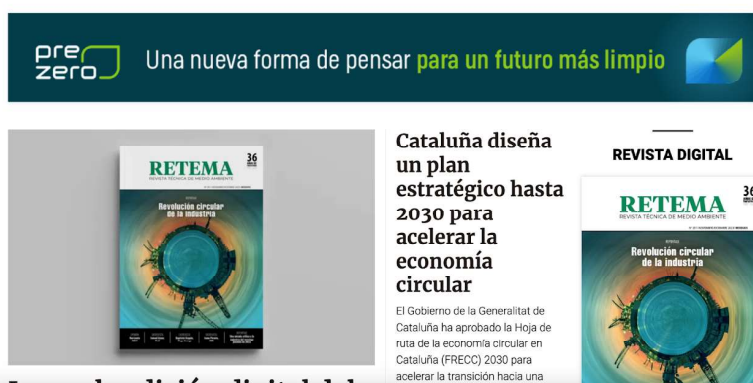 pre
zero
Una nueva forma de pensar para un futuro más limpio
36
RETEMA
REVISTA TÉCNICA DE MEDIO AMBIENTE
Revolución circular
de la industria
Cataluña diseña
un plan
estratégico hasta
2030 para
acelerar la
economía
circular
El Gobierno de la Generalitat de
Cataluña ha aprobado la Hoja de
ruta de la economía circular en
Cataluña (FRECC) 2030 para
acelerar la transición hacia una
REVISTA DIGITAL
36
RETEMA
REVISTA TÉCNICA DE MEDIO AMBIENTE
Revolución circular
de la industria